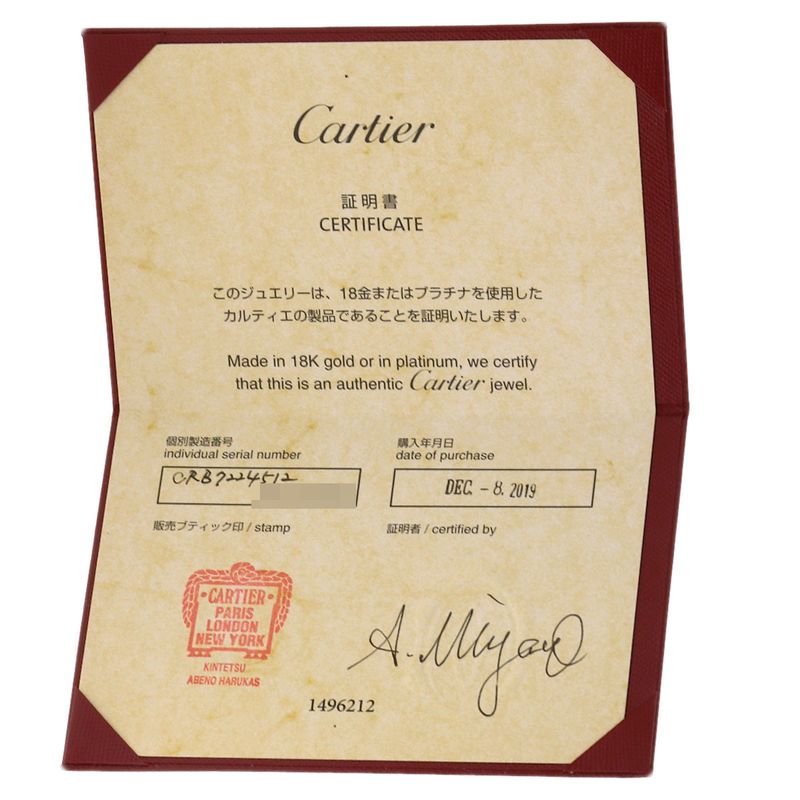 Cartier
証明書
CERTIFICATE
このジュエリーは、18金またはプラチナを使用した
カルティエの製品であることを証明いたします。
Made in 18K gold or in platinum, we certify
that this is an authentic Cartier jewel.
個別製造番号
individual serial number
CRB7224512
購入年月日
date of purchase
DEC. -8. 2019
販売ブティック印 / stamp
証明者 / certified by
CARTIER
PARIS
LONDON
NEW YORK
KINTETSU
ABENO HARUKAS
A.
1496212